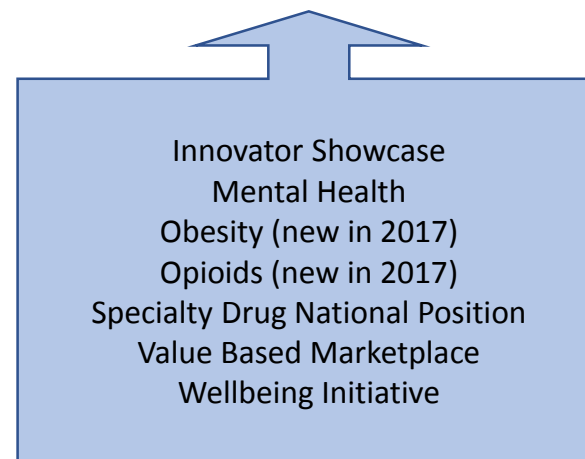 Innovator Showcase
Mental Health
Obesity (new in 2017)
Opioids (new in 2017)
Specialty Drug National Position
Value Based Marketplace
Wellbeing Initiative